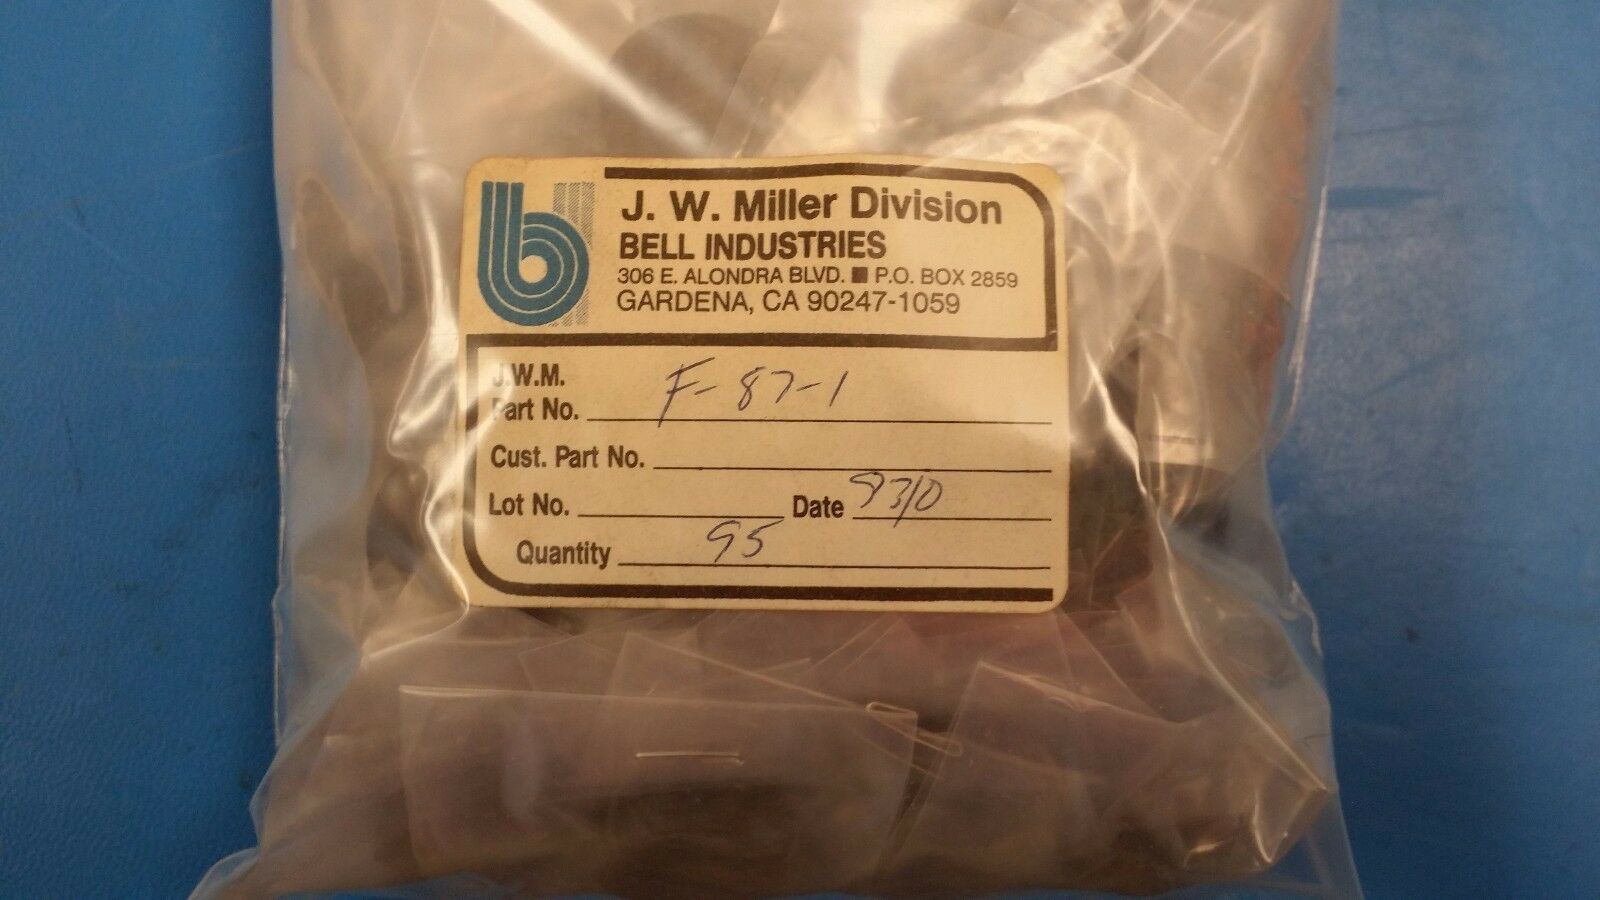 J. W. Miller Division
BELL INDUSTRIES
306 E. ALONDRA BLVD. ■ P.O. BOX 2859
GARDENA, CA 90247-1059
J.W.M.
Part No. F-87-1
Cust. Part No.
Lot No. Date 9310
Quantity 95